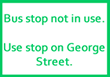 Bus stop not in use.
Use stop on George
Street.